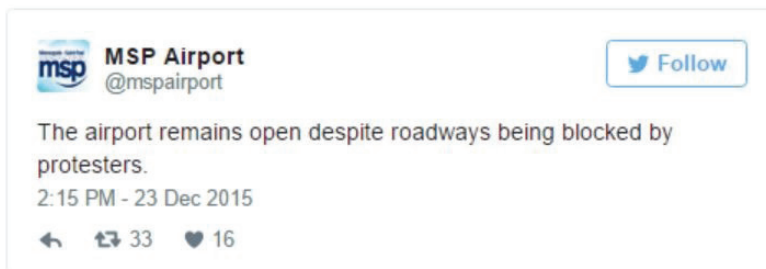 msp
MSP Airport
@mspairport
Follow
The airport remains open despite roadways being blocked by
protesters.
2:15 PM - 23 Dec 2015
33 16